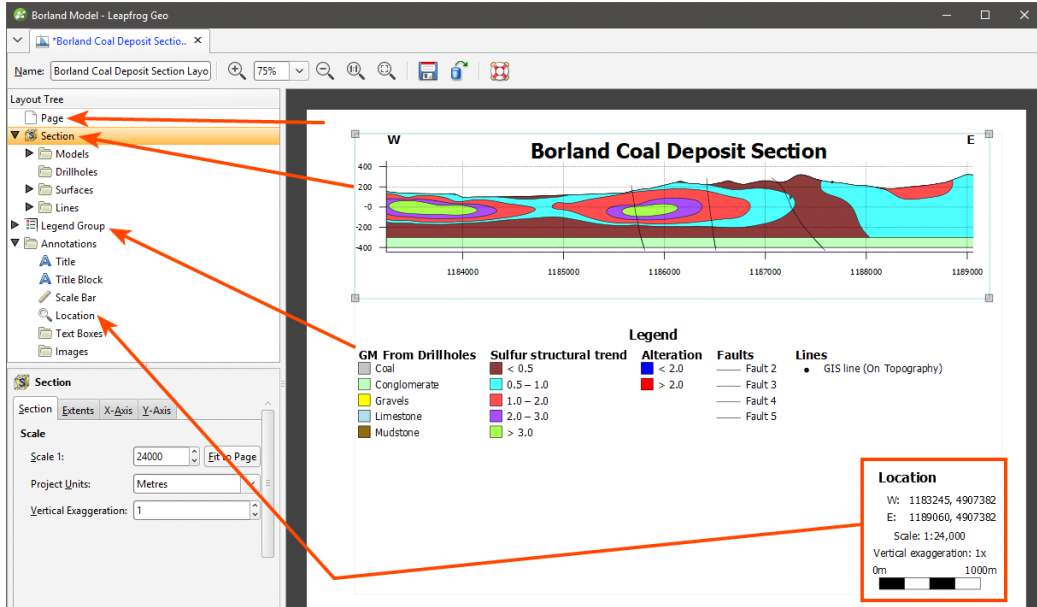 Borland Model - Leapfrog Geo
*Borland Coal Deposit Sectio..
Name: Borland Coal Deposit Section Layo 75%
Layout Tree
Page
Section
Models
Drillholes
Surfaces
Lines
Legend Group
Annotations
Title
Title Block
Scale Bar
Location
Text Boxes
Images
Section
Section Extents X-Axis Y-Axis
Scale
Scale 1: 24000 Fit to Page
Project Units: Metres
Vertical Exaggeration: 1
W E
Borland Coal Deposit Section
400
200
-0
-200
-400
1184000 1185000 1186000 1187000 1188000 1189000
Legend
GM From Drillholes Sulfur structural trend Alteration Faults Lines
Coal < 0.5 < 2.0 Fault 2 GIS line (On Topography)
Conglomerate 0.5 – 1.0 > 2.0 Fault 3
Gravels 1.0 – 2.0 Fault 4
Limestone 2.0 – 3.0 Fault 5
Mudstone > 3.0
Location
W: 1183245, 4907382
E: 1189060, 4907382
Scale: 1:24,000
Vertical exaggeration: 1x
0m 1000m